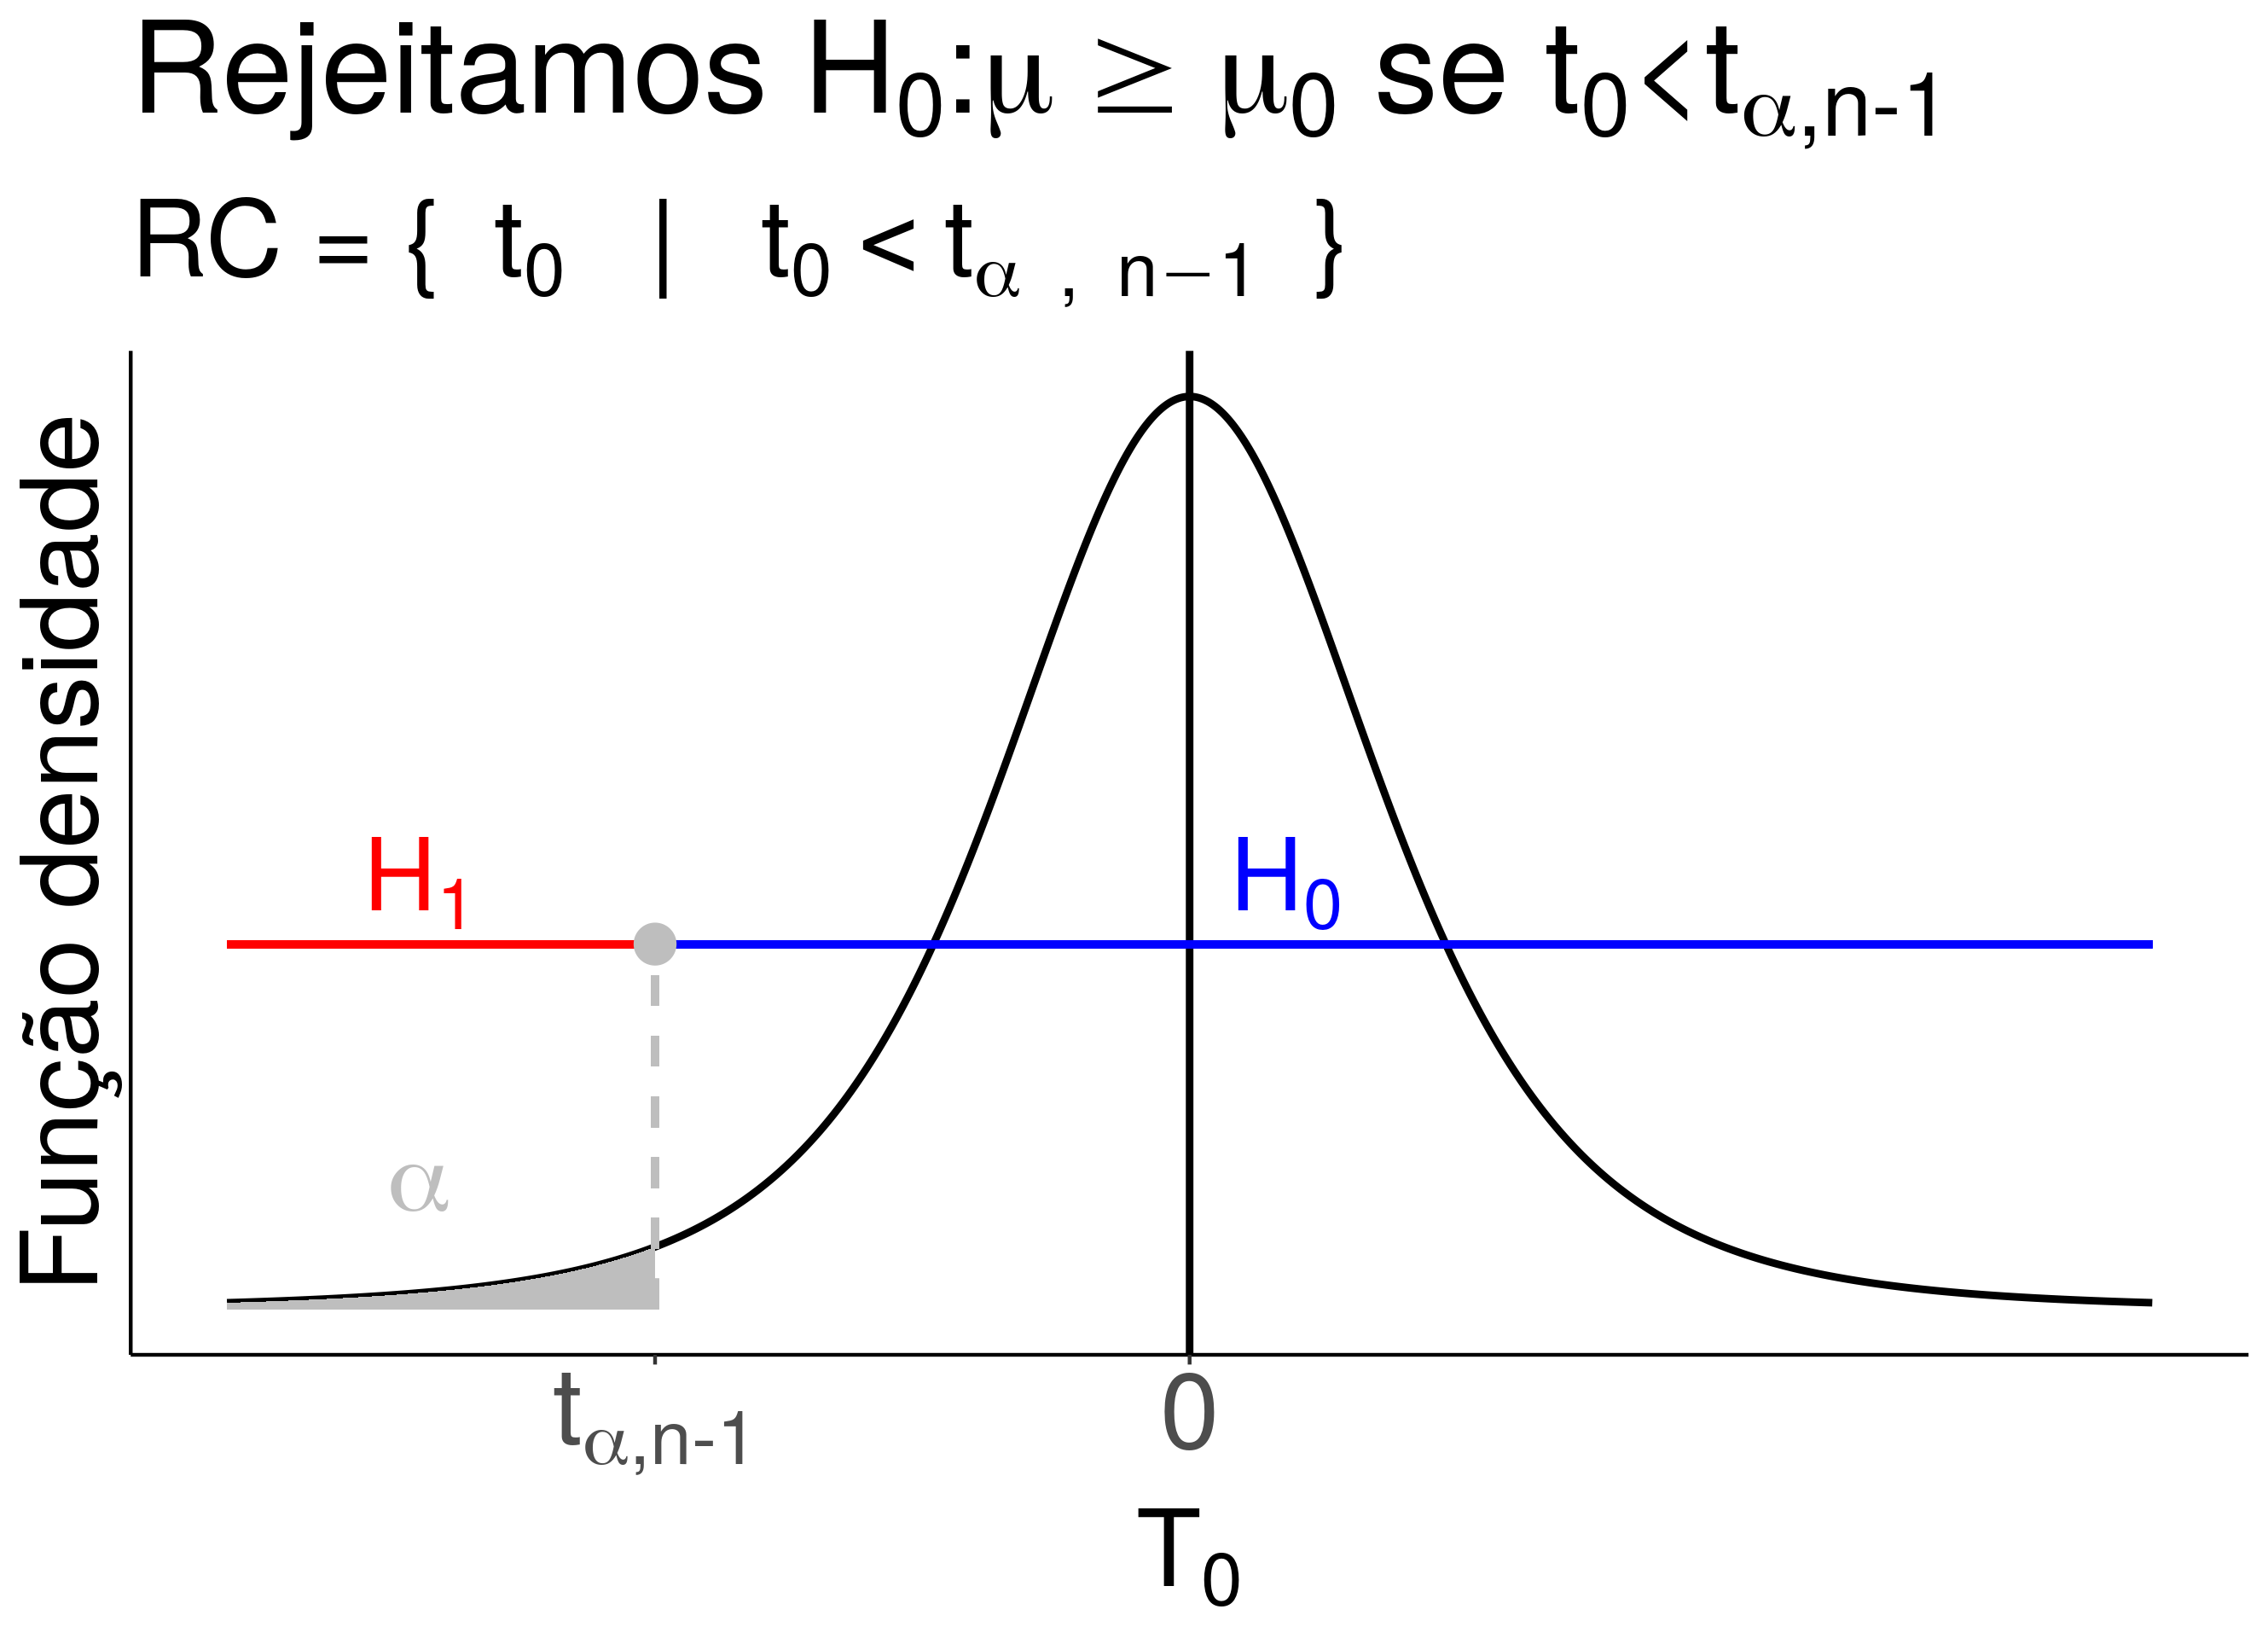 Rejeitamos H₀:μ ≥ μ₀ se t₀<tα,n-1
RC = { t₀ | t₀ < tα , n−1 }
Função densidade
H₁
H₀
α
tα,n-1
0
T₀